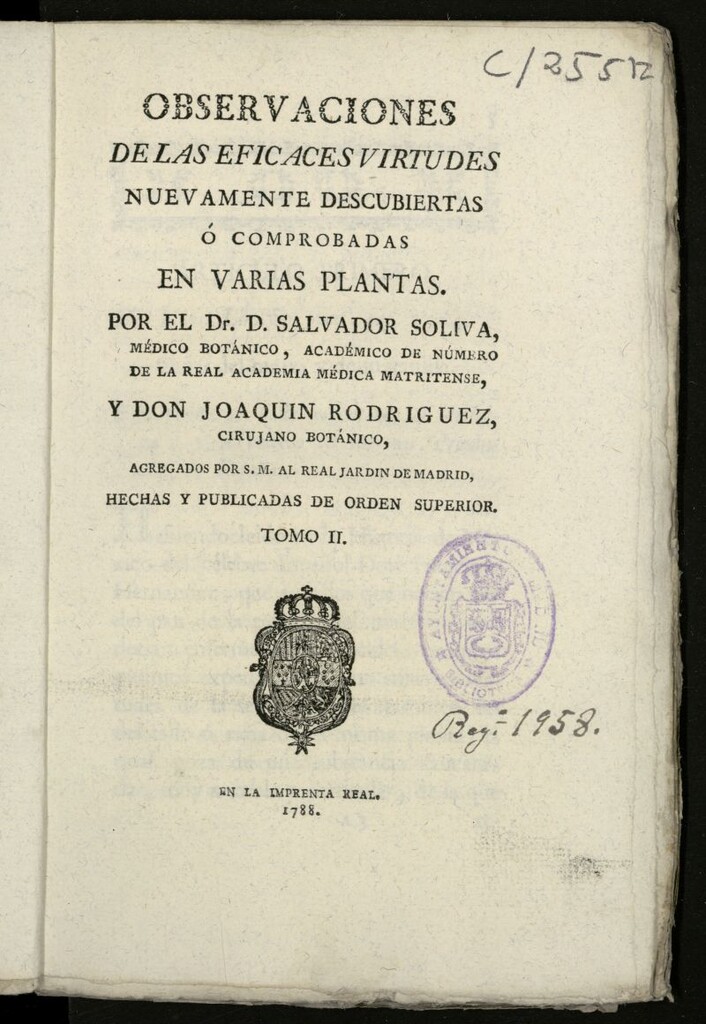 C/25512
OBSERVACIONES
DE LAS EFICACES VIRTUDES
NUEVAMENTE DESCUBIERTAS
Ó COMPROBADAS
EN VARIAS PLANTAS.
POR EL Dr. D. SALVADOR SOLIVA,
MÉDICO BOTÁNICO, ACADÉMICO DE NÚMERO
DE LA REAL ACADEMIA MÉDICA MATRITENSE,
Y DON JOAQUIN RODRIGUEZ,
CIRUJANO BOTÁNICO,
AGREGADOS POR S. M. AL REAL JARDIN DE MADRID,
HECHAS Y PUBLICADAS DE ORDEN SUPERIOR.
TOMO II.
AYUNTAMIENTO
Reg. 1958.
EN LA IMPRENTA REAL.
1788.